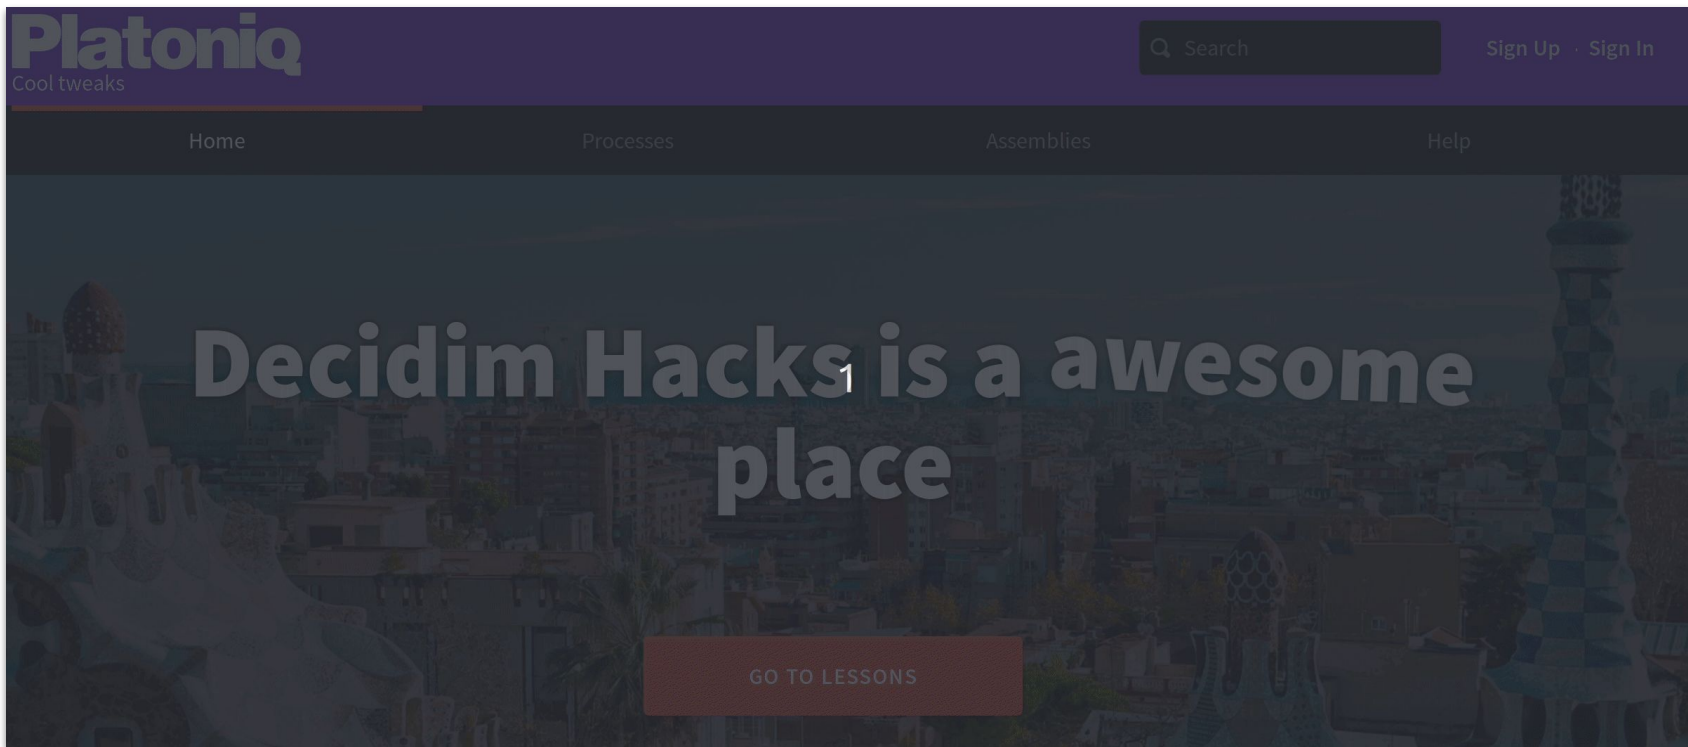 Platoniq
Cool tweaks
Search
Sign Up · Sign In
Home
Processes
Assemblies
Help
Decidim Hacks is a awesome
place
1
GO TO LESSONS